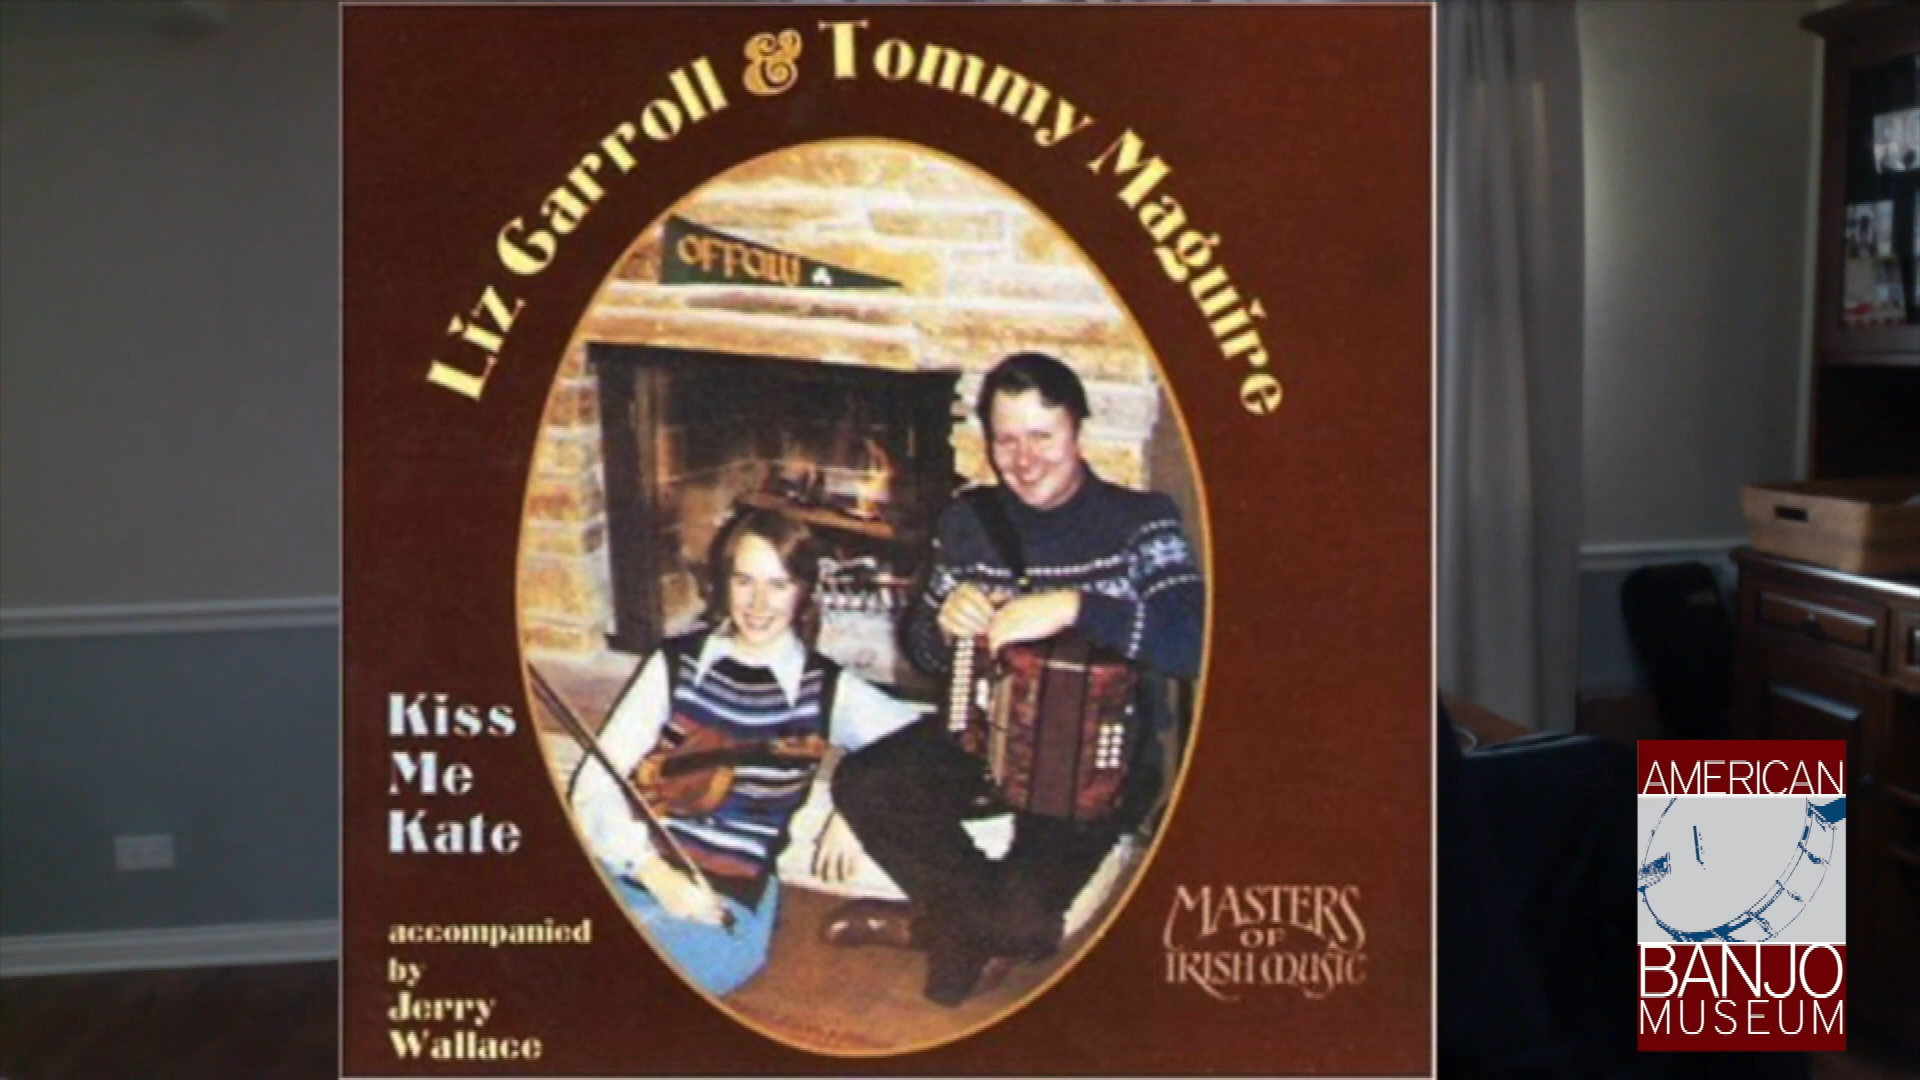 Liz Carroll & Tommy Maguire
OFFALY
Kiss
Me
Kate
accompanied
by
Jerry
Wallace
MASTERS
OF
IRISH MUSIC
AMERICAN
BANJO
MUSEUM